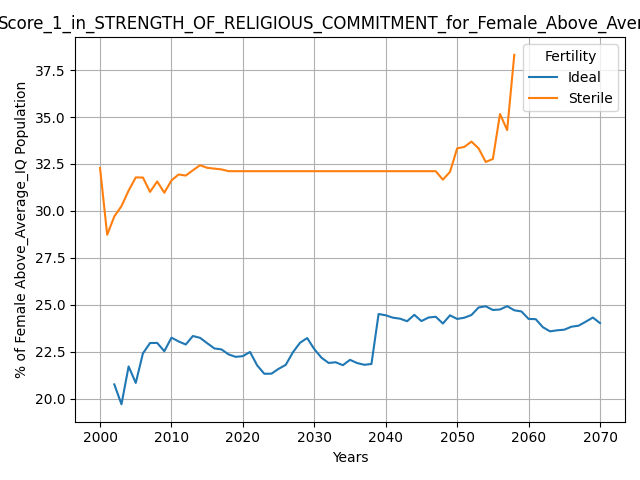 Score_1_in_STRENGTH_OF_RELIGIOUS_COMMITMENT_for_Female_Above_Aver
Fertility
Ideal
Sterile
% of Female Above_Average_IQ Population
37.5
35.0
32.5
30.0
27.5
25.0
22.5
20.0
2000 2010 2020 2030 2040 2050 2060 2070
Years